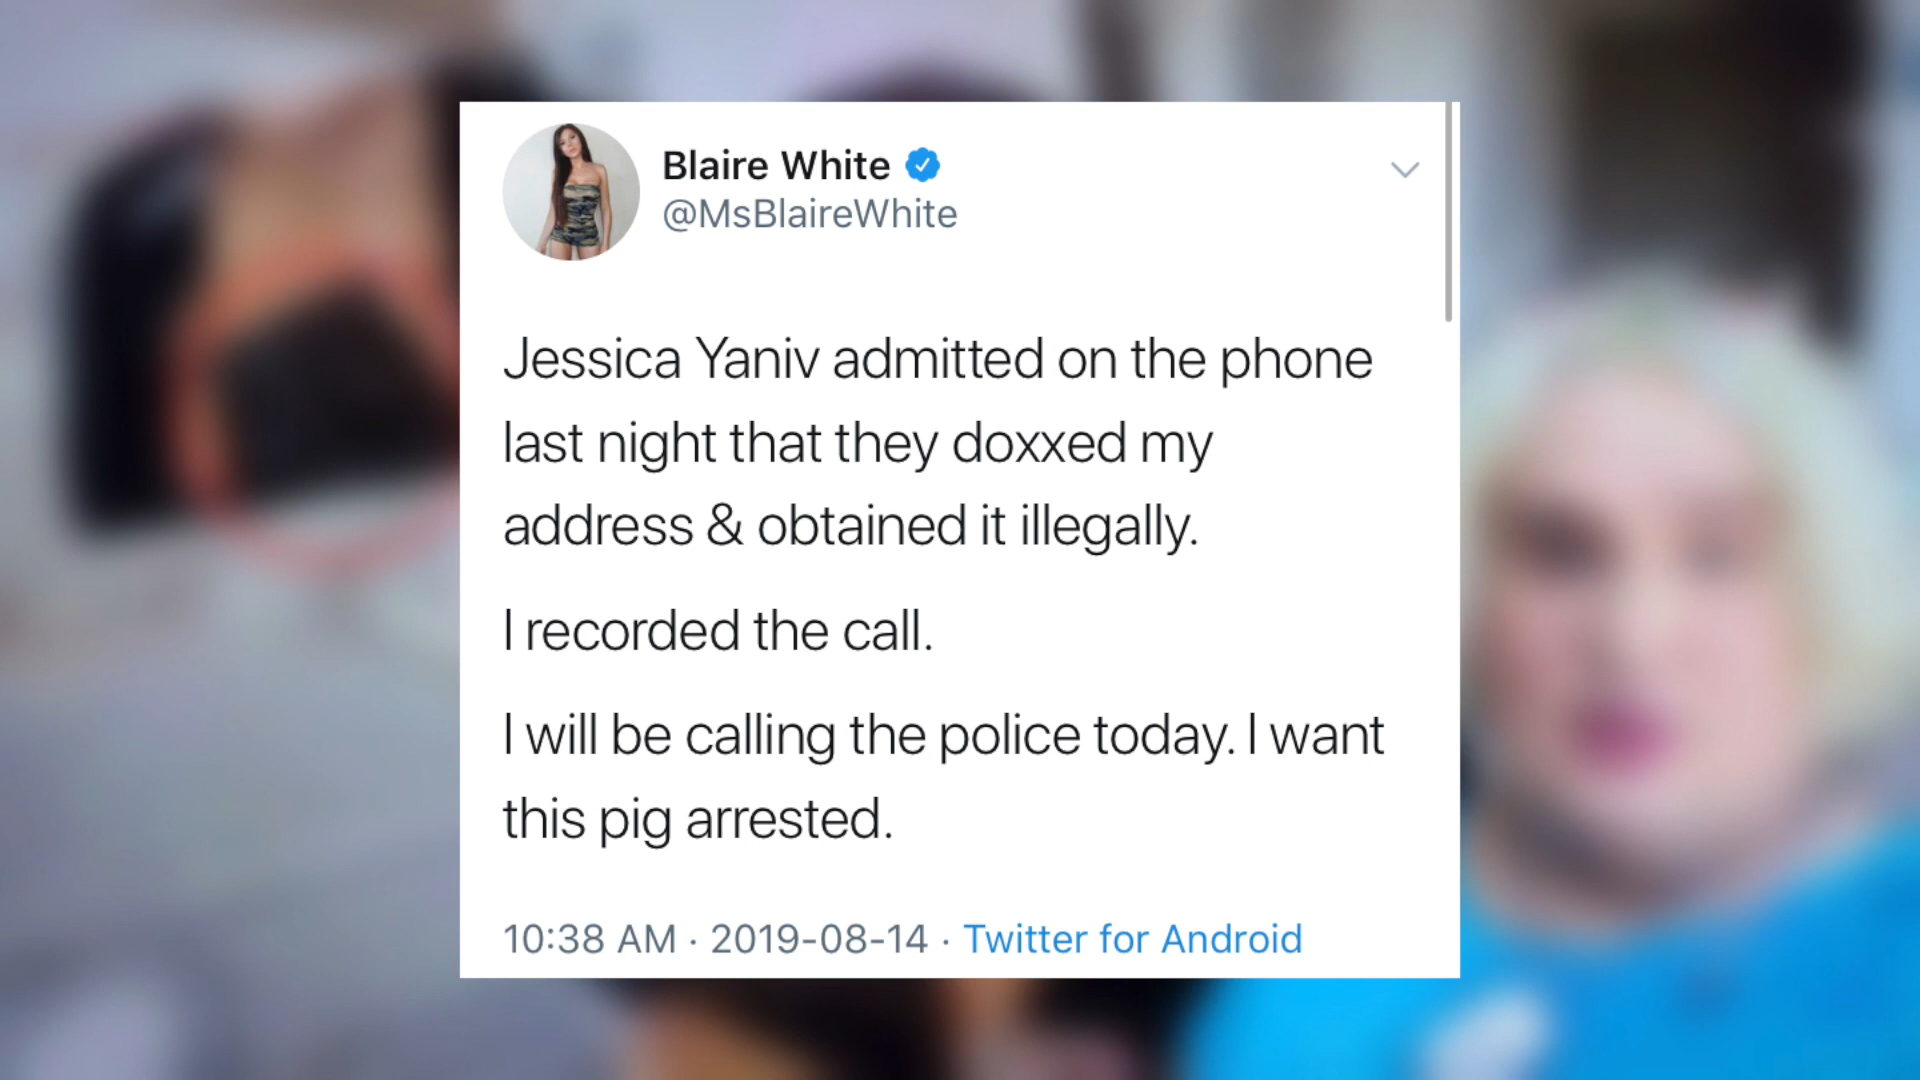 Blaire White
@MsBlaireWhite
Jessica Yaniv admitted on the phone
last night that they doxxed my
address & obtained it illegally.
I recorded the call.
I will be calling the police today. I want
this pig arrested.
10:38 AM · 2019-08-14 · Twitter for Android